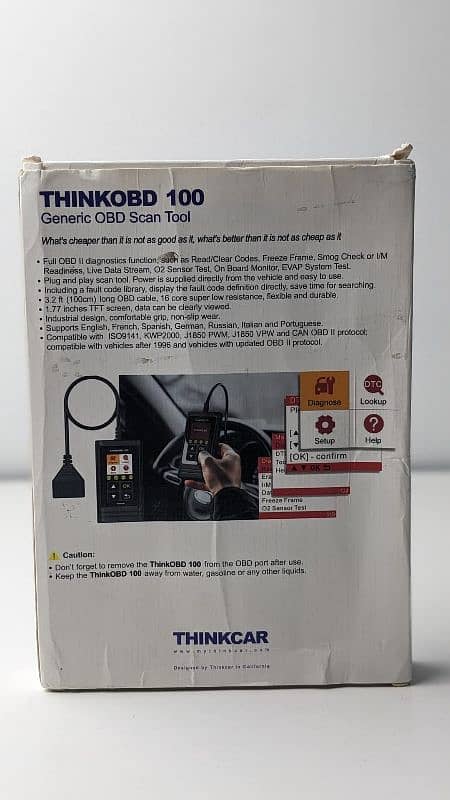 THINKOBD 100
Generic OBD Scan Tool
What's cheaper than it is not as good as it, what's better than it is not as cheap as it
• Full OBD II diagnostics function, such as Read/Clear Codes, Freeze Frame, Smog Check or I/M
Readiness, Live Data Stream, O2 Sensor Test, On Board Monitor, EVAP System Test.
• Plug and play scan tool. Power is supplied directly from the vehicle and easy to use.
• Including a fault code library, display the fault code definition directly, save time for searching.
• 3.2 ft (100cm) long OBD cable, 16 core super low resistance, flexible and durable.
• 1.77 inches TFT screen, data can be clearly viewed.
• Industrial design, comfortable grip, non-slip wear.
• Supports English, French, Spanish, German, Russian, Italian and Portuguese.
• Compatible with ISO9141, KWP2000, J1850 PWM, J1850 VPW and CAN OBD II protocol;
compatible with vehicles after 1996 and vehicles with updated OBD II protocol.
Diagnose
DTC
Lookup
Setup
?
Help
[OK] - confirm
OK
Freeze Frame
O2 Sensor Test
OK
! Caution:
• Don't forget to remove the ThinkOBD 100 from the OBD port after use.
• Keep the ThinkOBD 100 away from water, gasoline or any other liquids.
THINKCAR
www.mythinkcar.com
Designed by Thinkcar in California